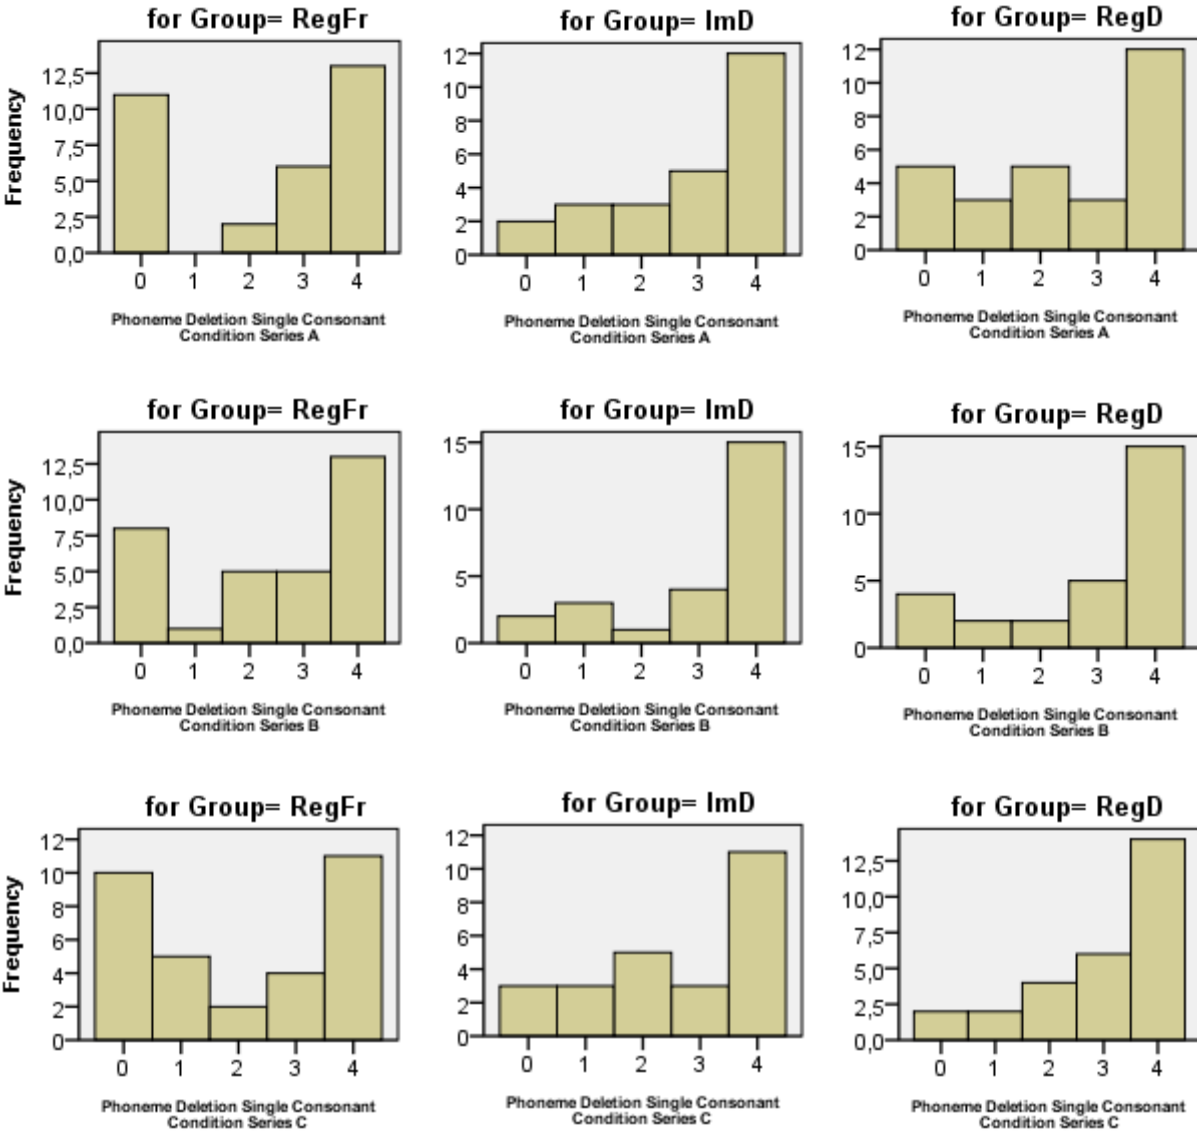 for Group= RegFr
for Group= ImD
for Group= RegD
Frequency
12,5
10,0
7,5
5,0
2,5
0,0
0 1 2 3 4
Phoneme Deletion Single Consonant
Condition Series A
12
10
8
6
4
2
0
0 1 2 3 4
Phoneme Deletion Single Consonant
Condition Series A
12
10
8
6
4
2
0
0 1 2 3 4
Phoneme Deletion Single Consonant
Condition Series A
for Group= RegFr
for Group= ImD
for Group= RegD
Frequency
12,5
10,0
7,5
5,0
2,5
0,0
0 1 2 3 4
Phoneme Deletion Single Consonant
Condition Series B
15
10
5
0
0 1 2 3 4
Phoneme Deletion Single Consonant
Condition Series B
15
10
5
0
0 1 2 3 4
Phoneme Deletion Single Consonant
Condition Series B
for Group= RegFr
for Group= ImD
for Group= RegD
Frequency
12
10
8
6
4
2
0
0 1 2 3 4
Phoneme Deletion Single Consonant
Condition Series C
12
10
8
6
4
2
0
0 1 2 3 4
Phoneme Deletion Single Consonant
Condition Series C
12,5
10,0
7,5
5,0
2,5
0,0
0 1 2 3 4
Phoneme Deletion Single Consonant
Condition Series C